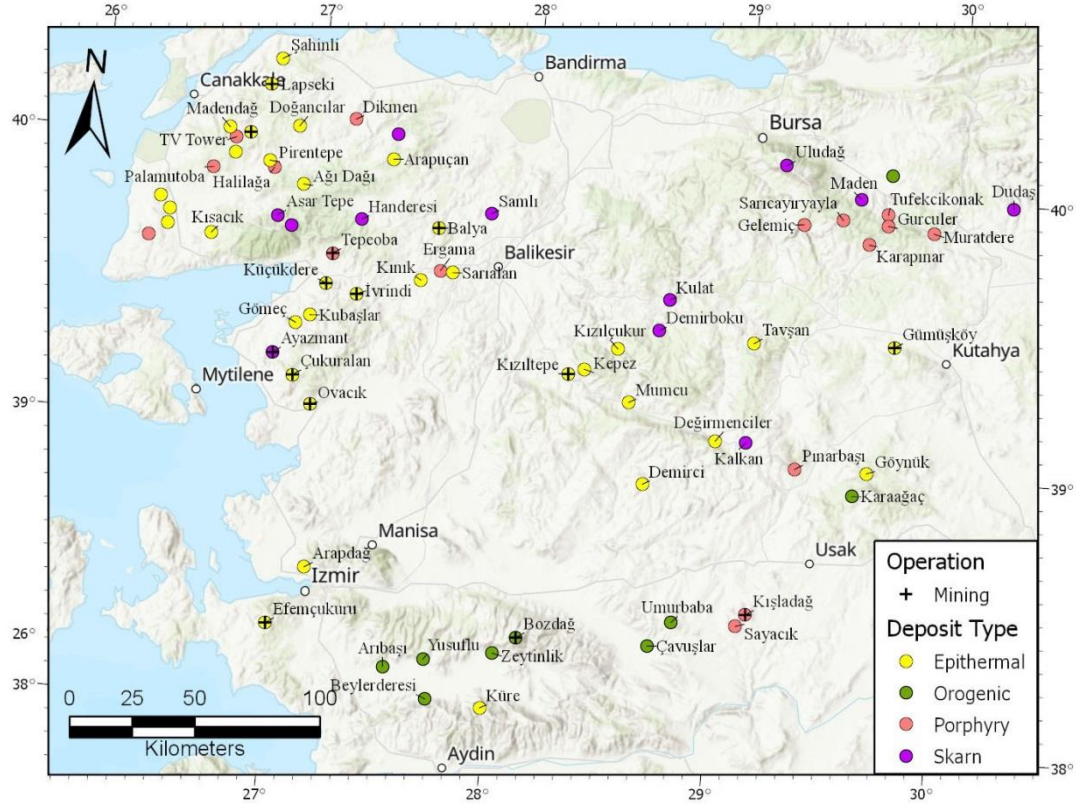 26° 27° 28° 29° 30°
Şahinli
N
Bandirma
Canakkale
Lapseki
Madendağ
Doğancılar
Dikmen
40°
Bursa
TV Tower
Pirentepe
Arapuçan
Uludağ
Palamutoba
Halilağa
Ağı Dağı
Maden
Tufekcikonak
Dudaş
Asar Tepe
Handeresi
Samlı
Sarıcayıryayla
Gurculer
40°
Kısacık
Balya
Gelemiç
Muratdere
Tepeoba
Ergama
Balikesir
Karapınar
Küçükdere
Kınık
Sarıalan
İvrindi
Kulat
Gömeç
Kubaşlar
Demirboku
Ayazmant
Kızılçukur
Tavşan
Gümüşköy
Çukuralan
Kızıltepe
Kepez
Kutahya
Mytilene
39°
Ovacık
Mumcu
Değirmenciler
Kalkan
Pınarbaşı
Göynük
Demirci
39°
Karaağaç
Manisa
Usak
Arapdağ
Izmir
Operation
Mining
Efemçukuru
Umurbaba
Kışladağ
Deposit Type
Bozdağ
Sayacık
26°
Arıbaşı
Yusuflu
Zeytinlik
Çavuşlar
Epithermal
38°
Beylerderesi
Küre
Orogenic
0 25 50 100
Porphyry
Kilometers
Aydin
Skarn
38°
27° 28° 29° 30°